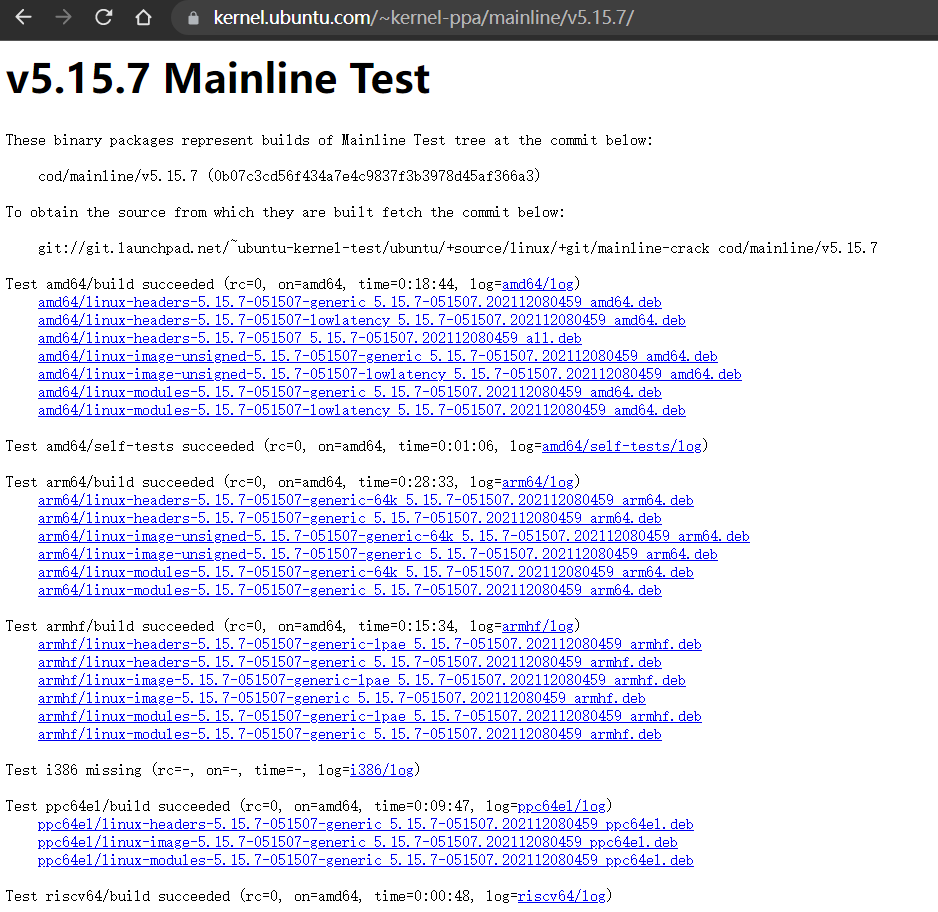 kernel.ubuntu.com/~kernel-ppa/mainline/v5.15.7/
v5.15.7 Mainline Test
These binary packages represent builds of Mainline Test tree at the commit below:
cod/mainline/v5.15.7 (0b07c3cd56f434a7e4c9837f3b3978d45af366a3)
To obtain the source from which they are built fetch the commit below:
git://git.launchpad.net/~ubuntu-kernel-test/ubuntu/+source/linux/+git/mainline-crack cod/mainline/v5.15.7
Test amd64/build succeeded (rc=0, on=amd64, time=0:18:44, log=amd64/log)
amd64/linux-headers-5.15.7-051507-generic_5.15.7-051507.202112080459_amd64.deb
amd64/linux-headers-5.15.7-051507-lowlatency_5.15.7-051507.202112080459_amd64.deb
amd64/linux-headers-5.15.7-051507_5.15.7-051507.202112080459_all.deb
amd64/linux-image-unsigned-5.15.7-051507-generic_5.15.7-051507.202112080459_amd64.deb
amd64/linux-image-unsigned-5.15.7-051507-lowlatency_5.15.7-051507.202112080459_amd64.deb
amd64/linux-modules-5.15.7-051507-generic_5.15.7-051507.202112080459_amd64.deb
amd64/linux-modules-5.15.7-051507-lowlatency_5.15.7-051507.202112080459_amd64.deb
Test amd64/self-tests succeeded (rc=0, on=amd64, time=0:01:06, log=amd64/self-tests/log)
Test arm64/build succeeded (rc=0, on=amd64, time=0:28:33, log=arm64/log)
arm64/linux-headers-5.15.7-051507-generic-64k_5.15.7-051507.202112080459_arm64.deb
arm64/linux-headers-5.15.7-051507-generic_5.15.7-051507.202112080459_arm64.deb
arm64/linux-image-unsigned-5.15.7-051507-generic-64k_5.15.7-051507.202112080459_arm64.deb
arm64/linux-image-unsigned-5.15.7-051507-generic_5.15.7-051507.202112080459_arm64.deb
arm64/linux-modules-5.15.7-051507-generic-64k_5.15.7-051507.202112080459_arm64.deb
arm64/linux-modules-5.15.7-051507-generic_5.15.7-051507.202112080459_arm64.deb
Test armhf/build succeeded (rc=0, on=amd64, time=0:15:34, log=armhf/log)
armhf/linux-headers-5.15.7-051507-generic-lpae_5.15.7-051507.202112080459_armhf.deb
armhf/linux-headers-5.15.7-051507-generic_5.15.7-051507.202112080459_armhf.deb
armhf/linux-image-5.15.7-051507-generic-lpae_5.15.7-051507.202112080459_armhf.deb
armhf/linux-image-5.15.7-051507-generic_5.15.7-051507.202112080459_armhf.deb
armhf/linux-modules-5.15.7-051507-generic-lpae_5.15.7-051507.202112080459_armhf.deb
armhf/linux-modules-5.15.7-051507-generic_5.15.7-051507.202112080459_armhf.deb
Test i386 missing (rc=-, on=-, time=-, log=i386/log)
Test ppc64el/build succeeded (rc=0, on=amd64, time=0:09:47, log=ppc64el/log)
ppc64el/linux-headers-5.15.7-051507-generic_5.15.7-051507.202112080459_ppc64el.deb
ppc64el/linux-image-5.15.7-051507-generic_5.15.7-051507.202112080459_ppc64el.deb
ppc64el/linux-modules-5.15.7-051507-generic_5.15.7-051507.202112080459_ppc64el.deb
Test riscv64/build succeeded (rc=0, on=amd64, time=0:00:48, log=riscv64/log)